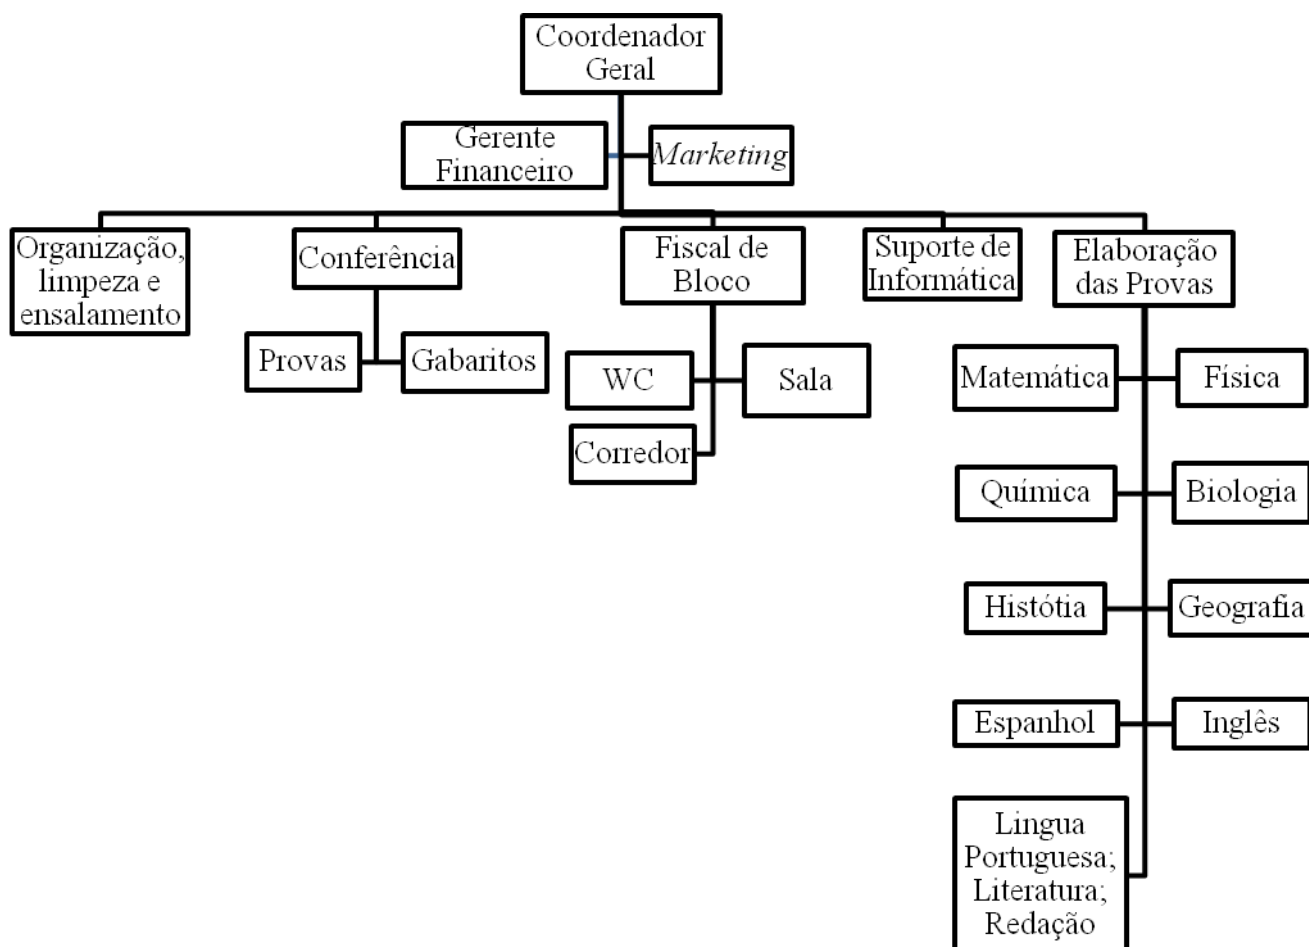 Coordenador
Geral
Gerente
Financeiro
Marketing
Organização,
limpeza e
ensalamento
Conferência
Fiscal de
Bloco
Suporte de
Informática
Elaboração
das Provas
Provas
Gabaritos
WC
Sala
Corredor
Matemática
Física
Química
Biologia
Histótia
Geografia
Espanhol
Inglês
Lingua
Portuguesa;
Literatura;
Redação